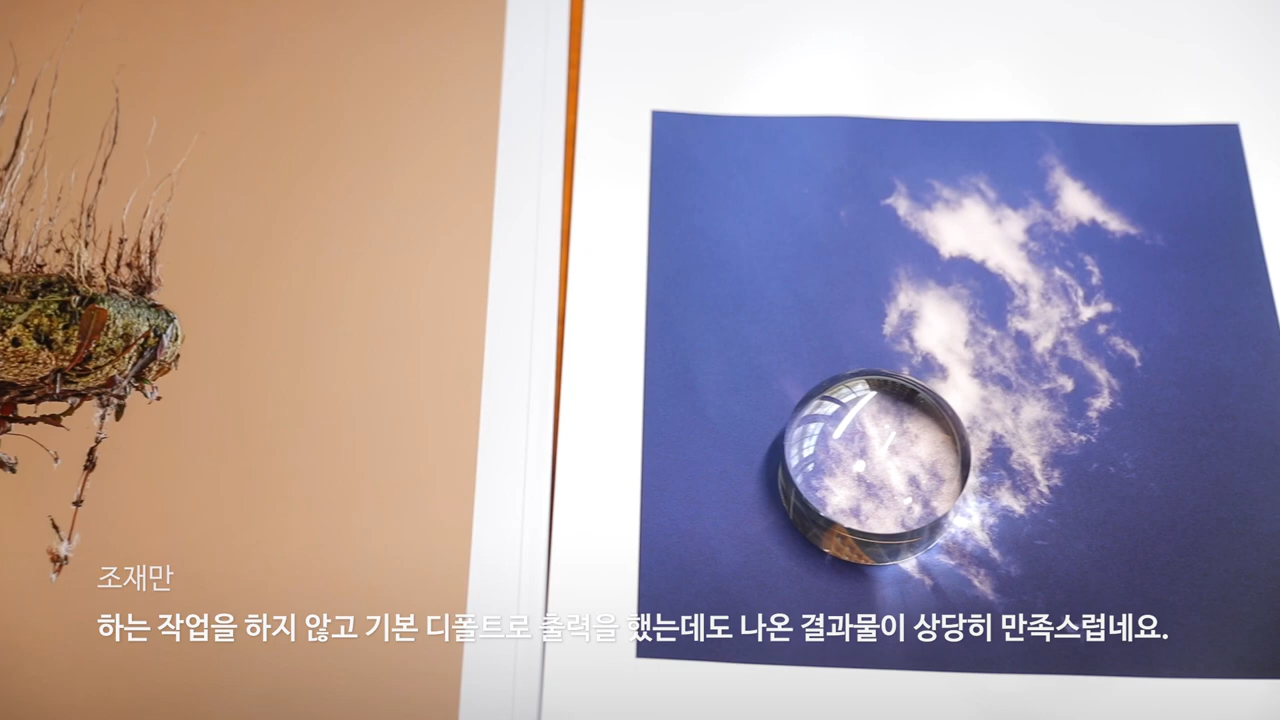 조재만
하는 작업을 하지 않고 기본 디폴트로 출력을 했는데도 나온 결과물이 상당히 만족스럽네요.